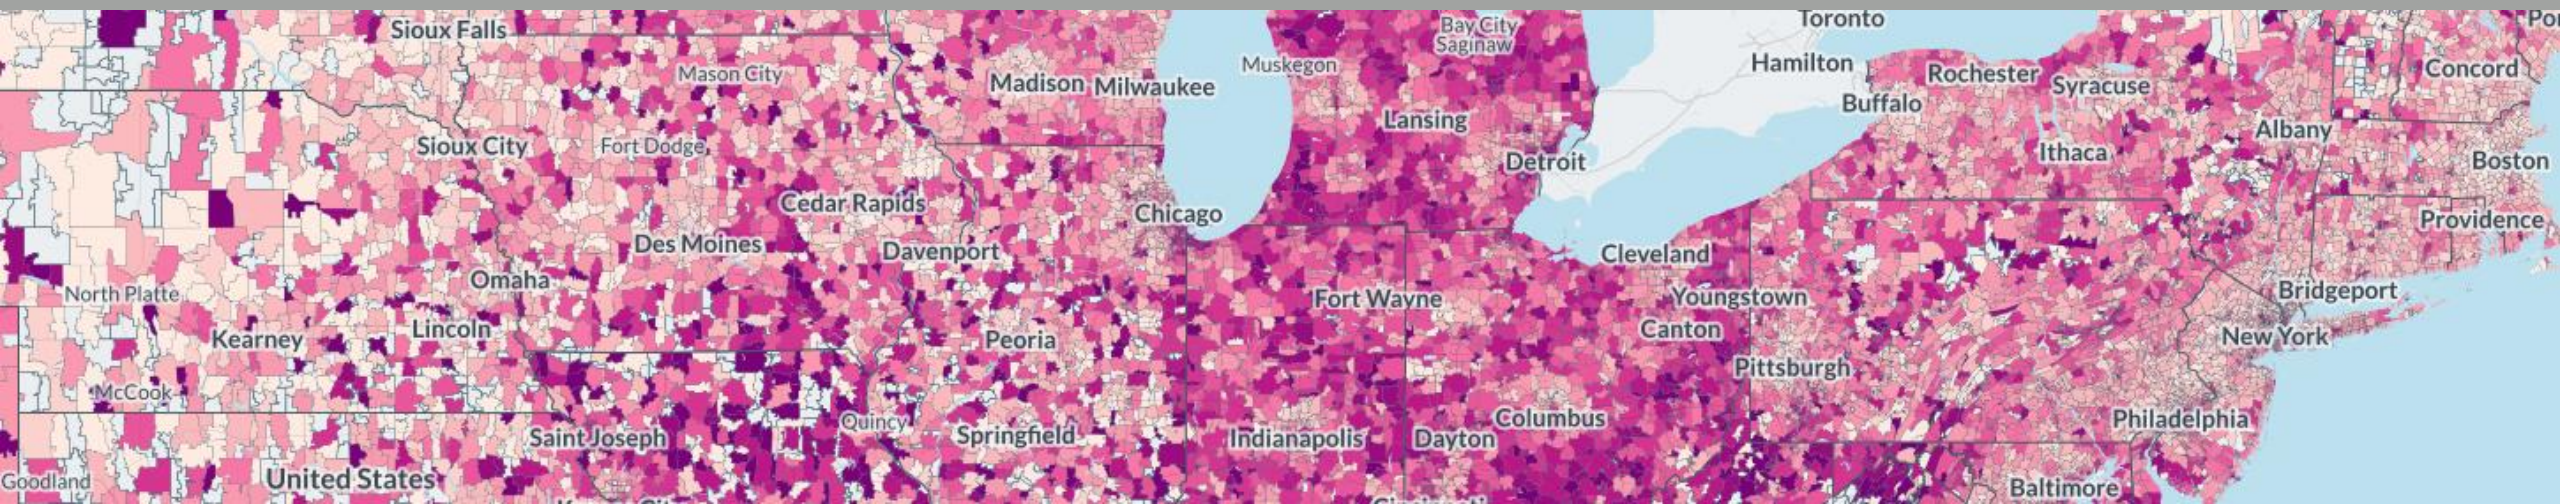 Sioux Falls
Bay City
Saginaw
Toronto
Muskegon
Hamilton
Rochester
Syracuse
Concord
Mason City
Madison
Milwaukee
Buffalo
Lansing
Albany
Sioux City
Fort Dodge
Detroit
Ithaca
Boston
Cedar Rapids
Chicago
Providence
Des Moines
Davenport
Cleveland
Omaha
North Platte
Fort Wayne
Youngstown
Bridgeport
Kearney
Lincoln
Peoria
Canton
New York
Pittsburgh
McCook
Quincy
Springfield
Saint Joseph
Indianapolis
Dayton
Columbus
Philadelphia
Goodland
United States
Baltimore